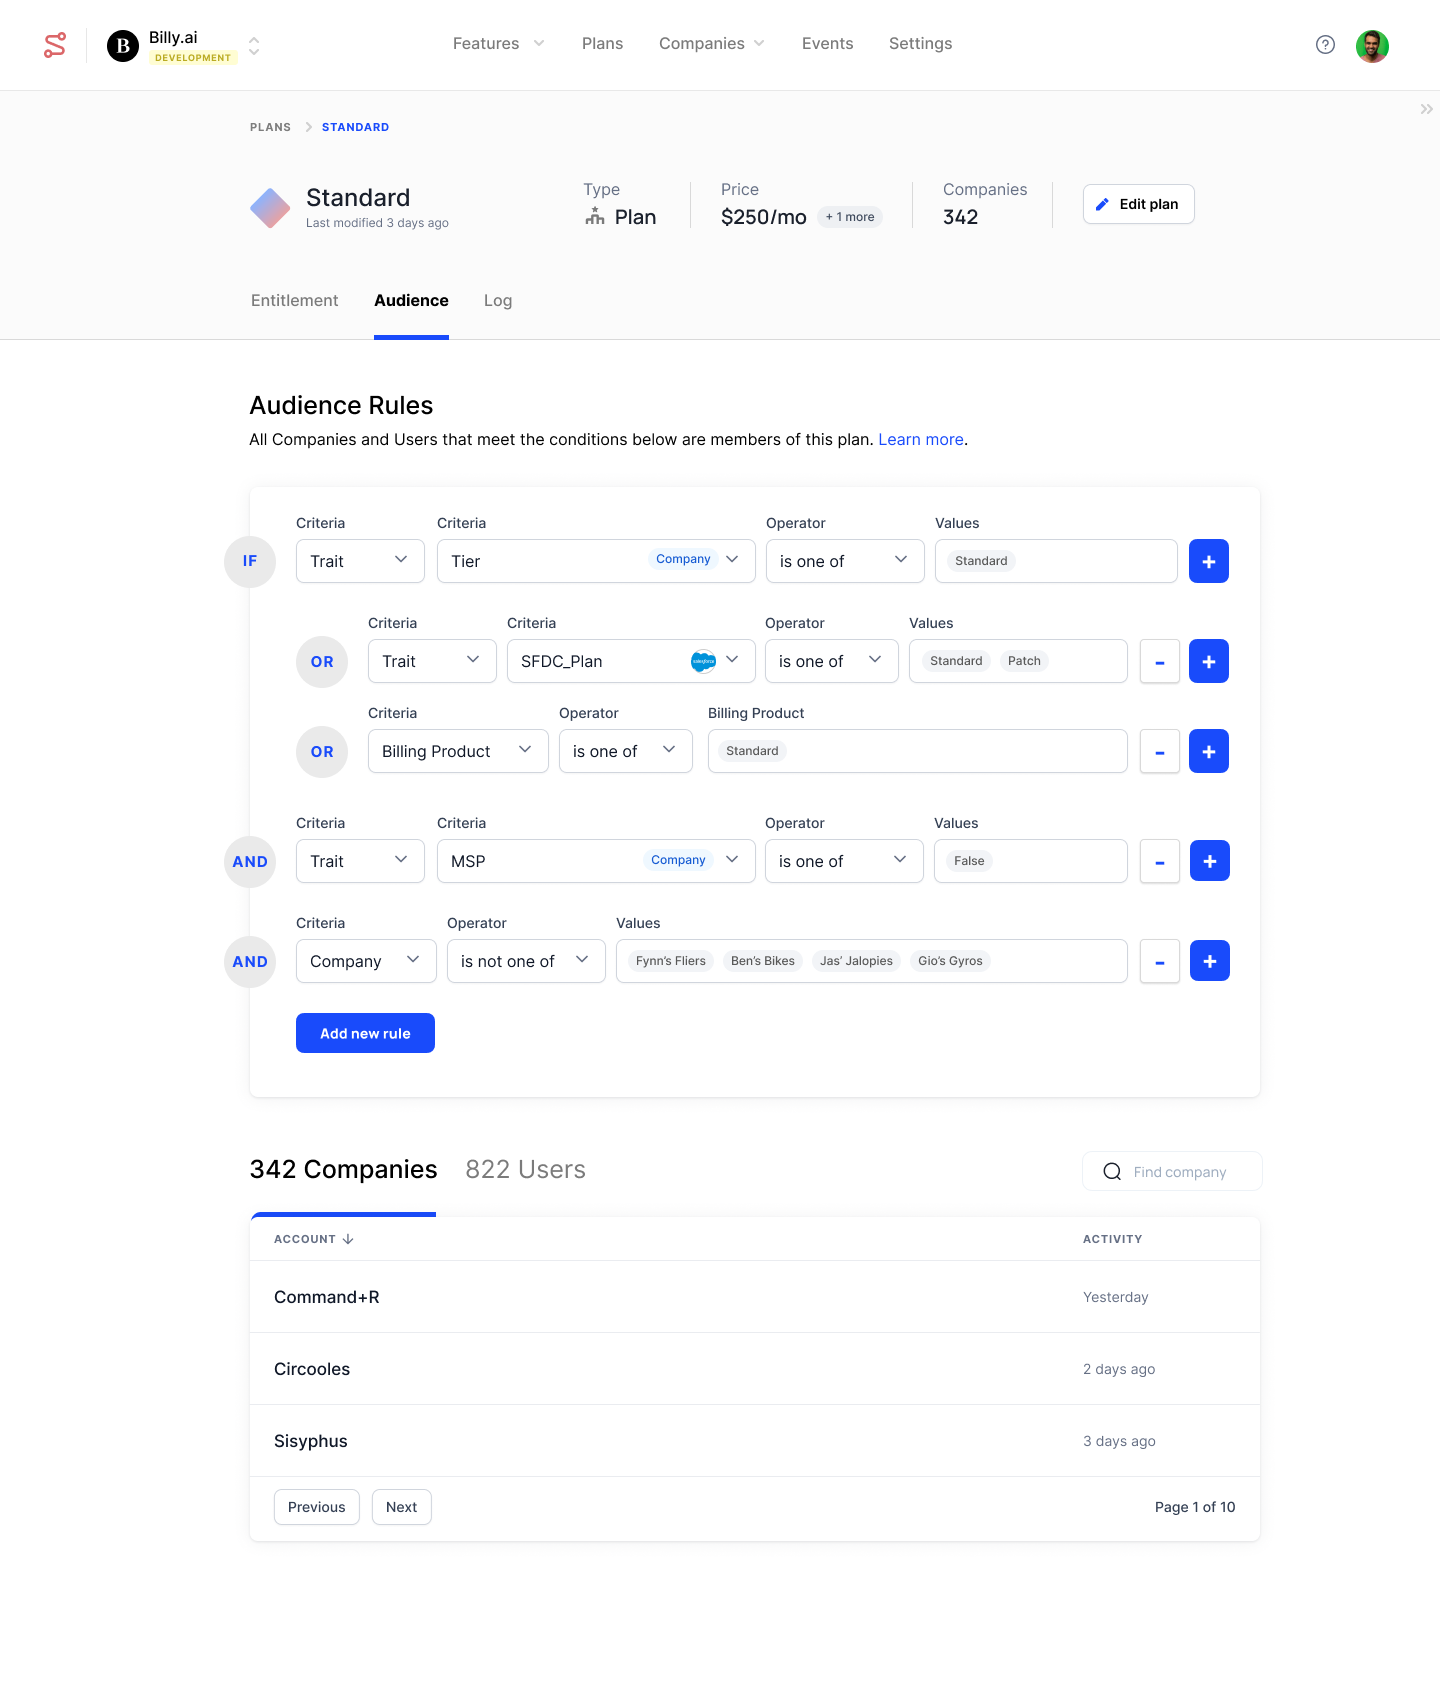 B Billy.ai
DEVELOPMENT
Features Plans Companies Events Settings
PLANS STANDARD
Standard
Last modified 3 days ago
Type Price Companies
Plan $250/mo + 1 more 342
Edit plan
Entitlement Audience Log
Audience Rules
All Companies and Users that meet the conditions below are members of this plan. Learn more.
Criteria Criteria Operator Values
IF Trait Tier Company is one of Standard +
Criteria Criteria Operator Values
OR Trait SFDC_Plan salesforce is one of Standard Patch - +
Criteria Operator Billing Product
OR Billing Product is one of Standard - +
Criteria Criteria Operator Values
AND Trait MSP Company is one of False - +
Criteria Operator Values
AND Company is not one of Fynn’s Fliers Ben’s Bikes Jas’ Jalopies Gio’s Gyros - +
Add new rule
342 Companies 822 Users Find company
ACCOUNT ACTIVITY
Command+R Yesterday
Circooles 2 days ago
Sisyphus 3 days ago
Previous Next Page 1 of 10